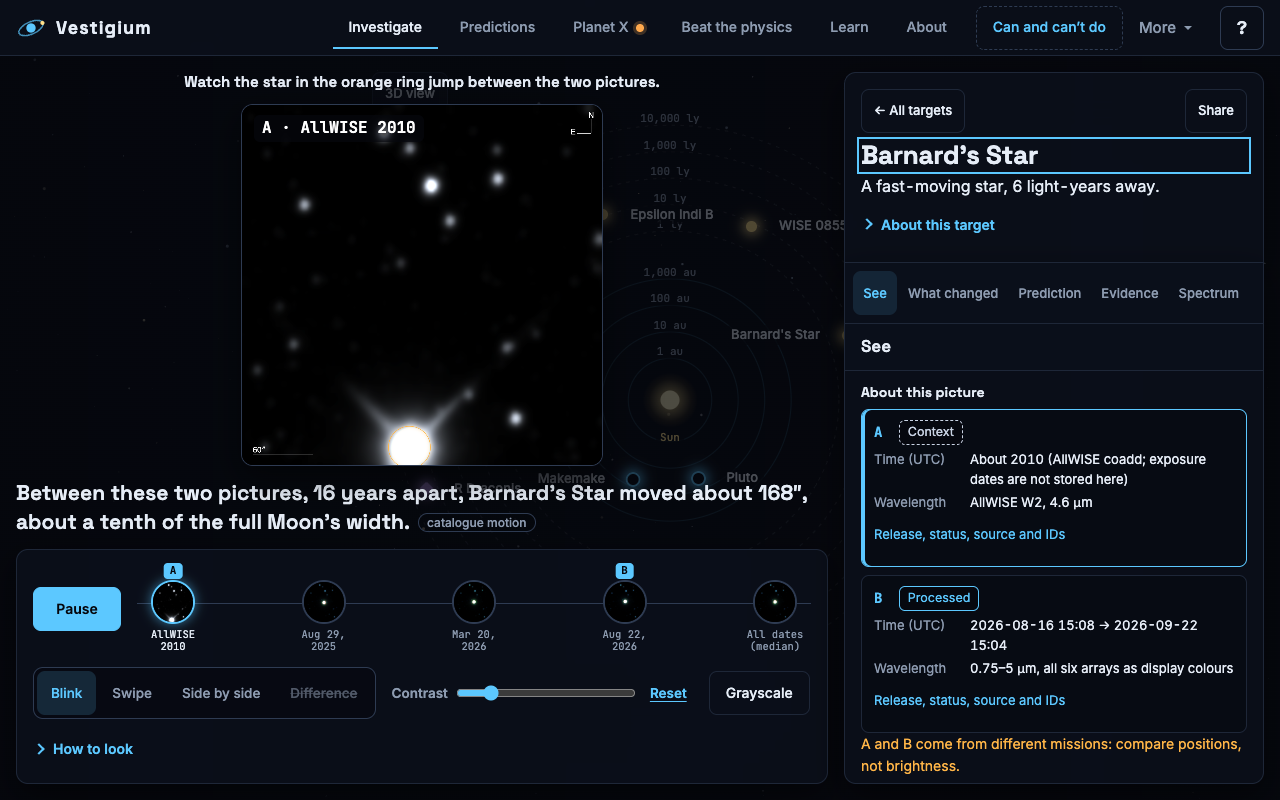 Vestigium
Investigate
Predictions
Planet X
Beat the physics
Learn
About
Can and can't do
More
?
Watch the star in the orange ring jump between the two pictures.
3D view
A · AllWISE 2010
N
E
60″
10,000 ly
1,000 ly
100 ly
10 ly
1 ly
1,000 au
100 au
10 au
1 au
Epsilon Indi B
WISE 0855
Barnard's Star
Sun
Makemake
Pluto
Between these two pictures, 16 years apart, Barnard's Star moved about 168″,
about a tenth of the full Moon's width.
catalogue motion
Pause
A
AllWISE
2010
Aug 29,
2025
Mar 20,
2026
B
Aug 22,
2026
All dates
(median)
Blink
Swipe
Side by side
Difference
Contrast
Reset
Grayscale
How to look
← All targets
Share
Barnard's Star
A fast-moving star, 6 light-years away.
About this target
See
What changed
Prediction
Evidence
Spectrum
See
About this picture
A
Context
Time (UTC)
About 2010 (AllWISE coadd; exposure
dates are not stored here)
Wavelength
AllWISE W2, 4.6 µm
Release, status, source and IDs
B
Processed
Time (UTC)
2026-08-16 15:08 → 2026-09-22
15:04
Wavelength
0.75–5 µm, all six arrays as display colours
Release, status, source and IDs
A and B come from different missions: compare positions,
not brightness.